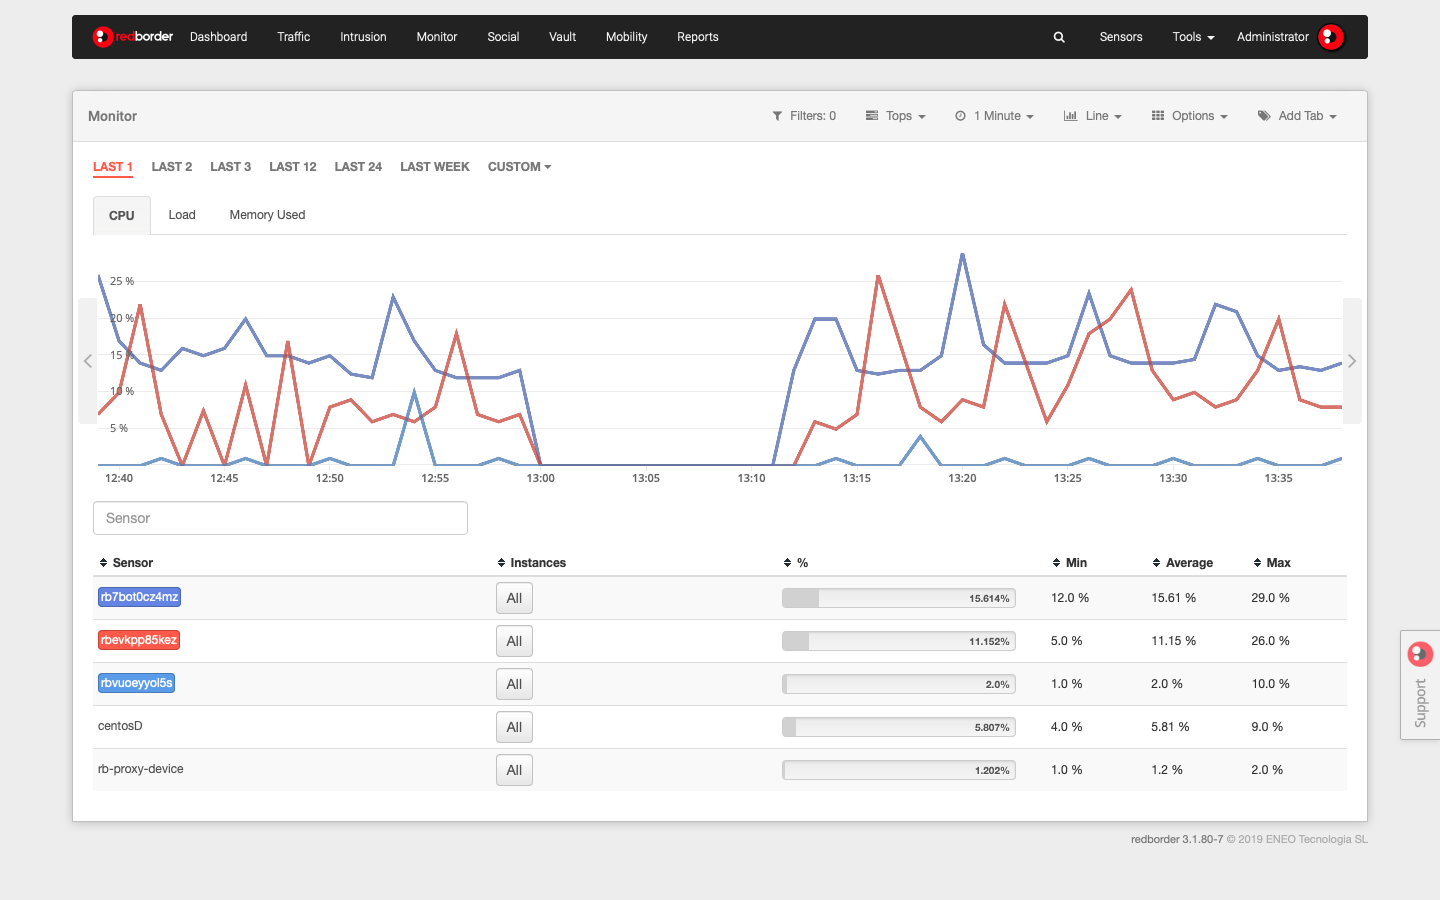 redborder Dashboard Traffic Intrusion Monitor Social Vault Mobility Reports Sensors Tools Administrator
Monitor Filters: 0 Tops 1 Minute Line Options Add Tab
LAST 1 LAST 2 LAST 3 LAST 12 LAST 24 LAST WEEK CUSTOM
CPU Load Memory Used
25 %
20 %
15 %
10 %
5 %
12:40 12:45 12:50 12:55 13:00 13:05 13:10 13:15 13:20 13:25 13:30 13:35
Sensor
Sensor Instances % Min Average Max
rb7bot0cz4mz All 15.614% 12.0 % 15.61 % 29.0 %
rbevkpp85kez All 11.152% 5.0 % 11.15 % 26.0 %
rbvuoeyyol5s All 2.0% 1.0 % 2.0 % 10.0 %
centosD All 5.807% 4.0 % 5.81 % 9.0 %
rb-proxy-device All 1.202% 1.0 % 1.2 % 2.0 %
Support
redborder 3.1.80-7 © 2019 ENEO Tecnologia SL